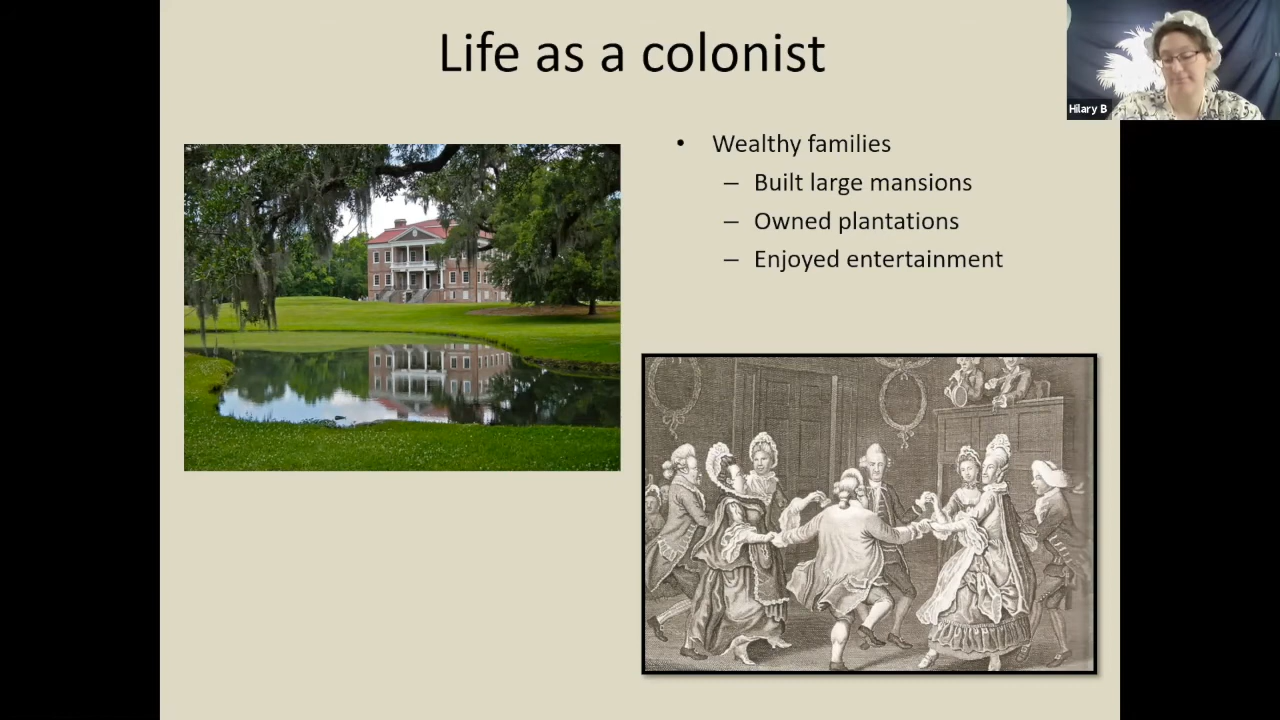 Life as a colonist
Hilary B
• Wealthy families
– Built large mansions
– Owned plantations
– Enjoyed entertainment